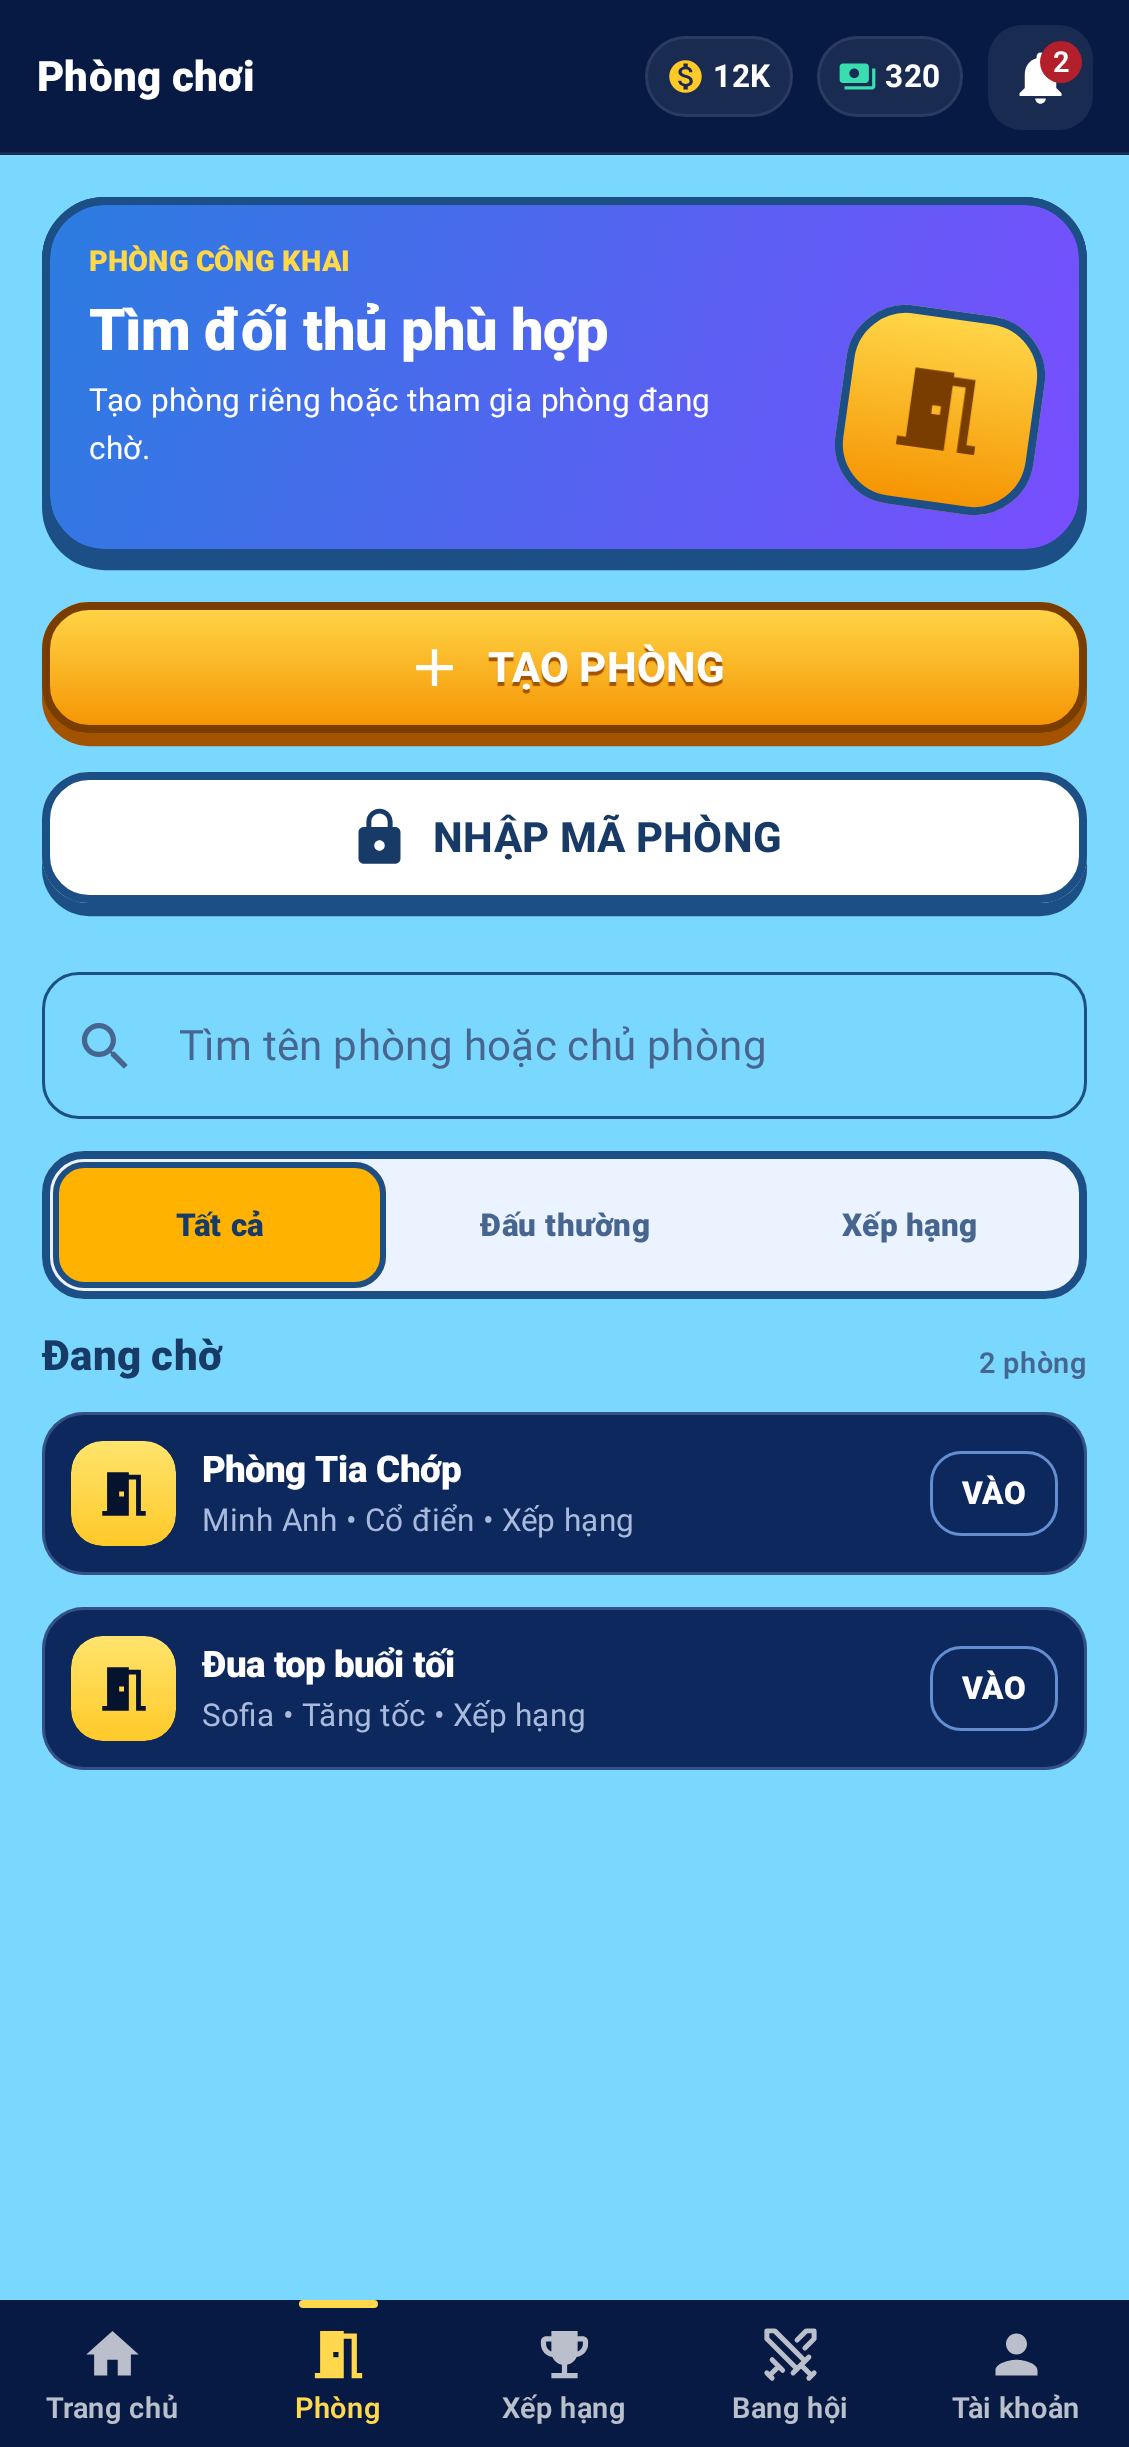 Phòng chơi
12K
320
2
PHÒNG CÔNG KHAI
Tìm đối thủ phù hợp
Tạo phòng riêng hoặc tham gia phòng đang
chờ.
TẠO PHÒNG
NHẬP MÃ PHÒNG
Tìm tên phòng hoặc chủ phòng
Tất cả
Đấu thường
Xếp hạng
Đang chờ
2 phòng
Phòng Tia Chớp
Minh Anh • Cổ điển • Xếp hạng
VÀO
Đua top buổi tối
Sofia • Tăng tốc • Xếp hạng
VÀO
Trang chủ
Phòng
Xếp hạng
Bang hội
Tài khoản